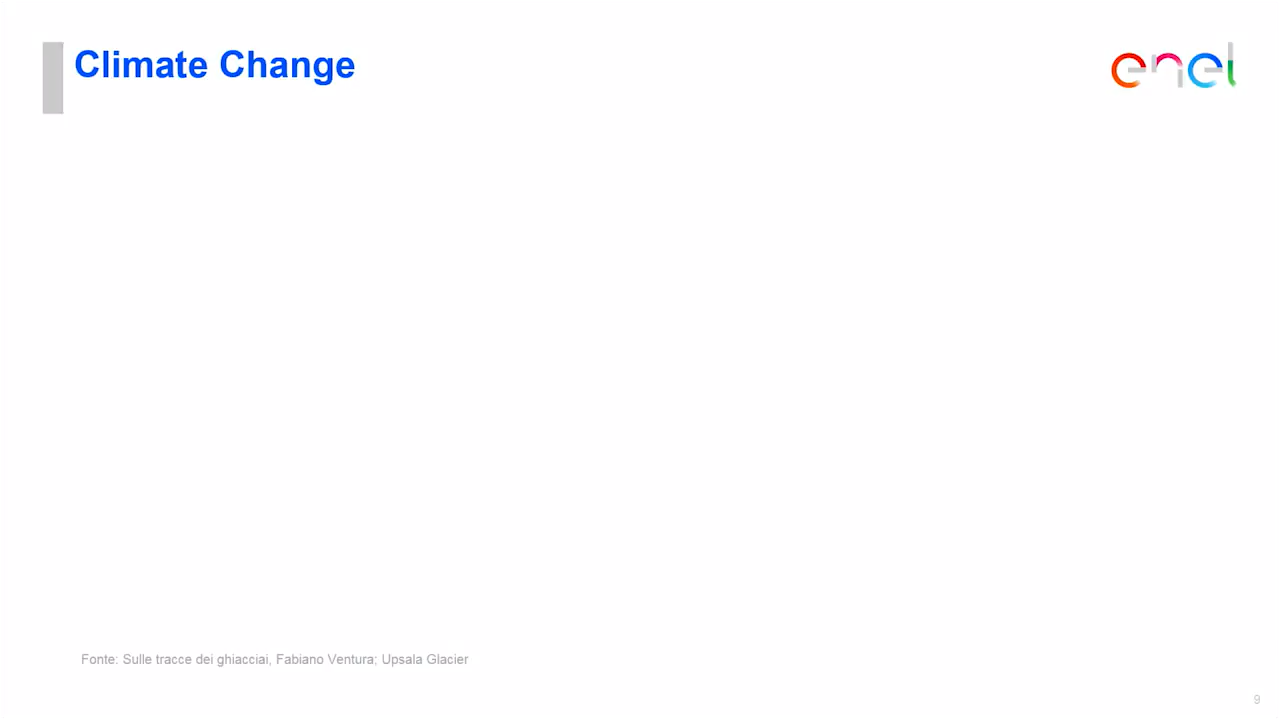 Climate Change
enel
Fonte: Sulle tracce dei ghiacciai, Fabiano Ventura; Upsala Glacier
9